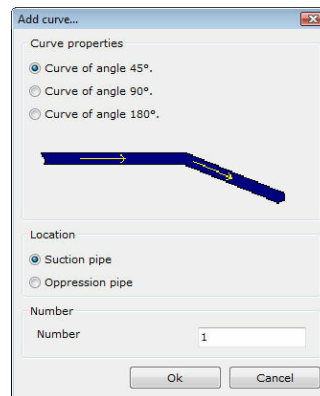 Add curve...
Curve properties
Curve of angle 45°.
Curve of angle 90°.
Curve of angle 180°.
Location
Suction pipe
Oppression pipe
Number
Number 1
Ok Cancel